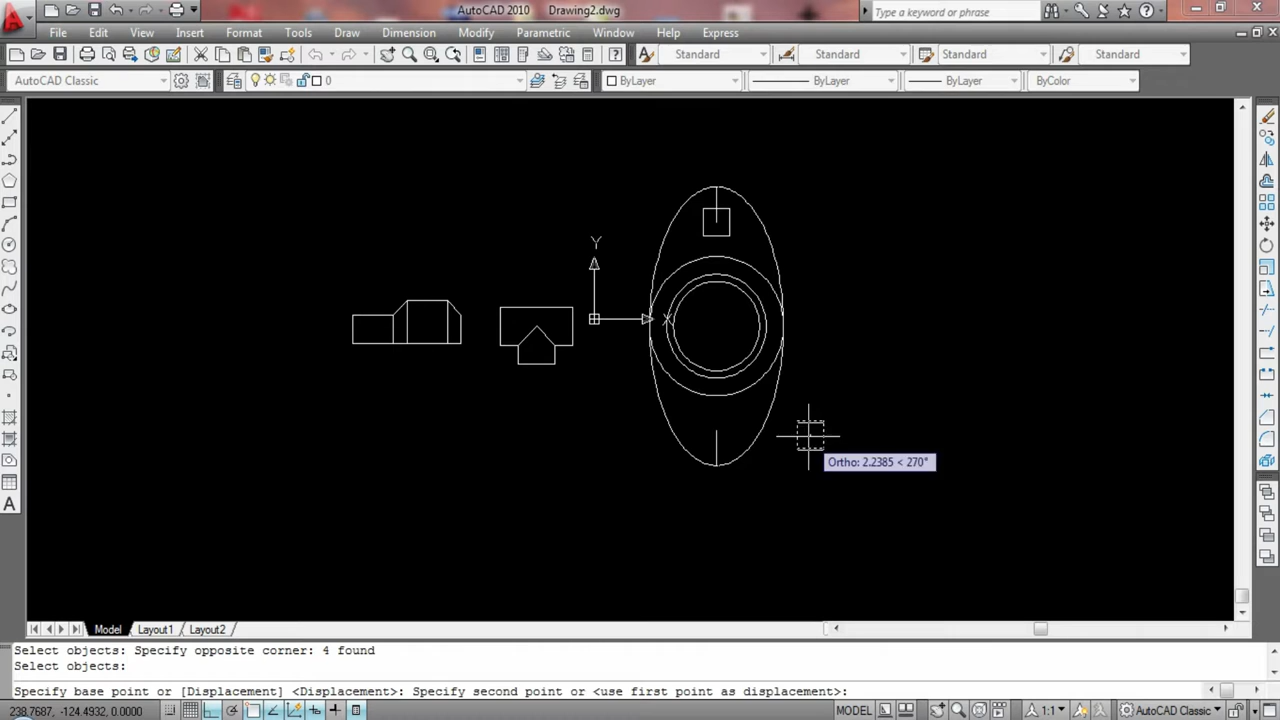 AutoCAD 2010 Drawing2.dwg Type a keyword or phrase
File Edit View Insert Format Tools Draw Dimension Modify Parametric Window Help Express
Standard Standard Standard Standard
AutoCAD Classic 0 ByLayer ByLayer ByLayer ByColor
Y
X
Ortho: 2.2385 < 270°
Model Layout1 Layout2
Select objects: Specify opposite corner: 4 found
Select objects:
Specify base point or [Displacement] <Displacement>: Specify second point or <use first point as displacement>:
238.7687, -124.4932, 0.0000 MODEL 1:1 AutoCAD Classic